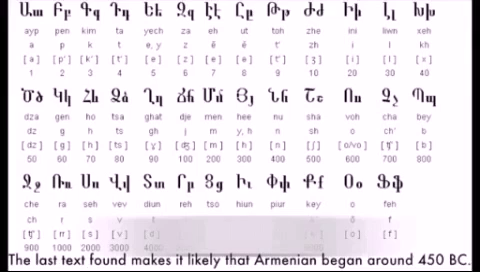 Աա Բբ Գգ Դդ Եե Զզ Էէ Ըը Թթ Ժժ Իի Լլ Խխ
ayp pen kim ta yech za eh ut toh zhe ini liwn xeh
a p k t e, y z ē ë t' zh i l kh
1 2 3 4 5 6 7 8 9 10 20 30 40
Ծծ Կկ Հհ Ձձ Ղղ Ճճ Մմ Յյ Նն Շշ Ոո Չչ Պպ
dza gen ho tsa ghat dje men hee nu sha voh cha bey
dz g h ts gh j m y, h n sh o ch' b
[dz] [g] [h] [ts] [ɣ] [ʤ] [m] [h] [n] [ʃ] [o/vo] [b]
50 60 70 80 90 100 200 300 400 500 600 700 800
Ջջ Ռռ Սս Վվ Տտ Րր Ցց Իւ Փփ Քք Օօ Ֆֆ
che ra seh vev diun reh tso hiun piur key o feh
ch r s v f
[r] [s] [v] [o] [f]
900 1000 2000 3000
The last text found makes it likely that Armenian began around 450 BC.